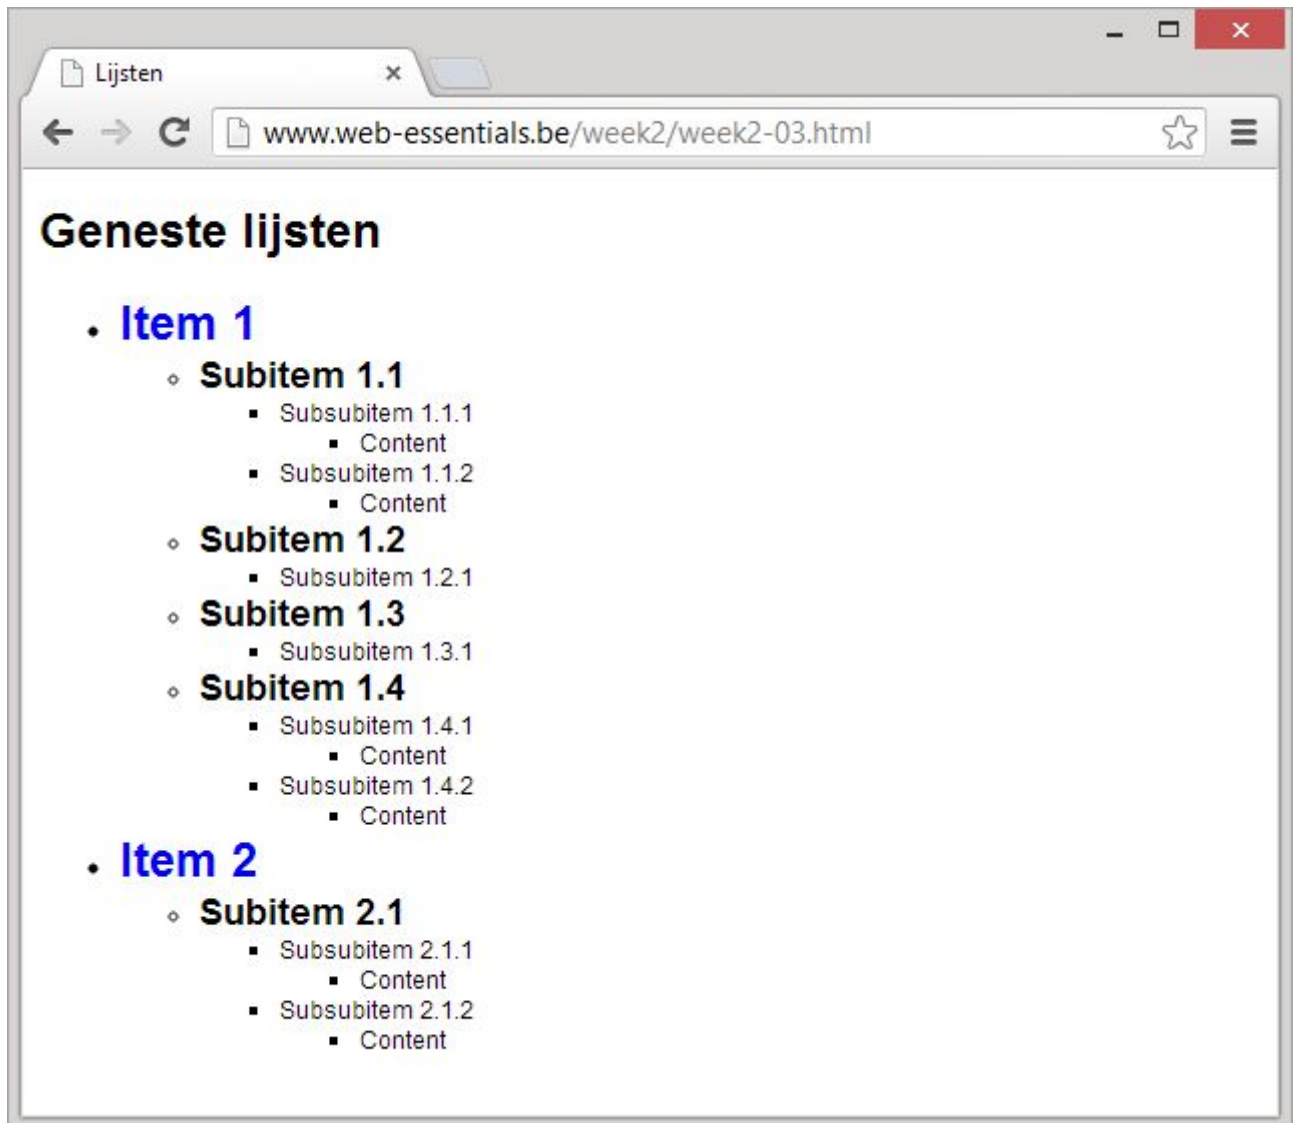 Lijsten
www.web-essentials.be/week2/week2-03.html
Geneste lijsten
Item 1
Subitem 1.1
Subsubitem 1.1.1
Content
Subsubitem 1.1.2
Content
Subitem 1.2
Subsubitem 1.2.1
Subitem 1.3
Subsubitem 1.3.1
Subitem 1.4
Subsubitem 1.4.1
Content
Subsubitem 1.4.2
Content
Item 2
Subitem 2.1
Subsubitem 2.1.1
Content
Subsubitem 2.1.2
Content